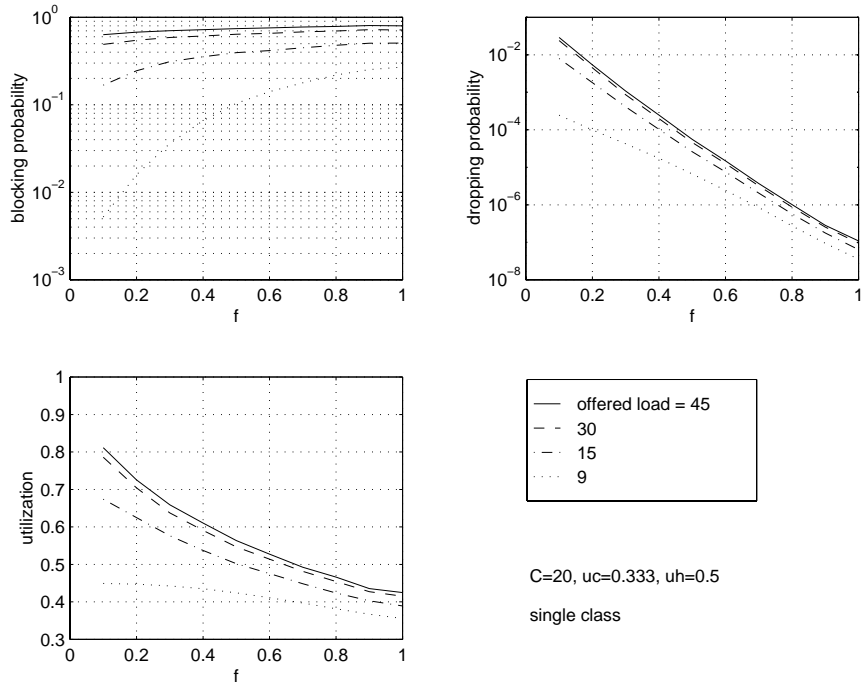 10^0
10^-1
10^-2
10^-3
blocking probability
0 0.2 0.4 0.6 0.8 1
f
10^-2
10^-4
10^-6
10^-8
dropping probability
0 0.2 0.4 0.6 0.8 1
f
1
0.9
0.8
0.7
0.6
0.5
0.4
0.3
utilization
0 0.2 0.4 0.6 0.8 1
f
offered load = 45
30
15
9
C=20, uc=0.333, uh=0.5
single class